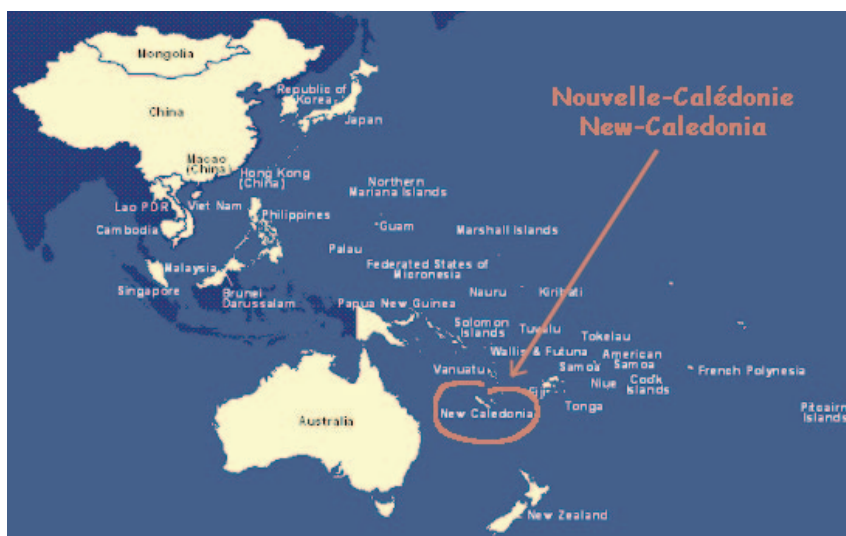 Mongolia
Republic of
Korea
Nouvelle-Calédonie
New-Caledonia
China
Japan
Macao
(China)
Hong Kong
(China)
Northern
Mariana Islands
Lao PDR
Viet Nam
Philippines
Guam
Cambodia
Marshall Islands
Palau
Malaysia
Federated States of
Micronesia
Singapore
Brunei
Darussalam
Nauru
Kiribati
Papua New Guinea
Solomon
Islands
Tuvalu
Tokelau
Wallis & Futuna
American
Samoa
Vanuatu
Samoa
French Polynesia
Fiji
Niue
Cook
Islands
New Caledonia
Tonga
Pitcairn
Islands
Australia
New Zealand